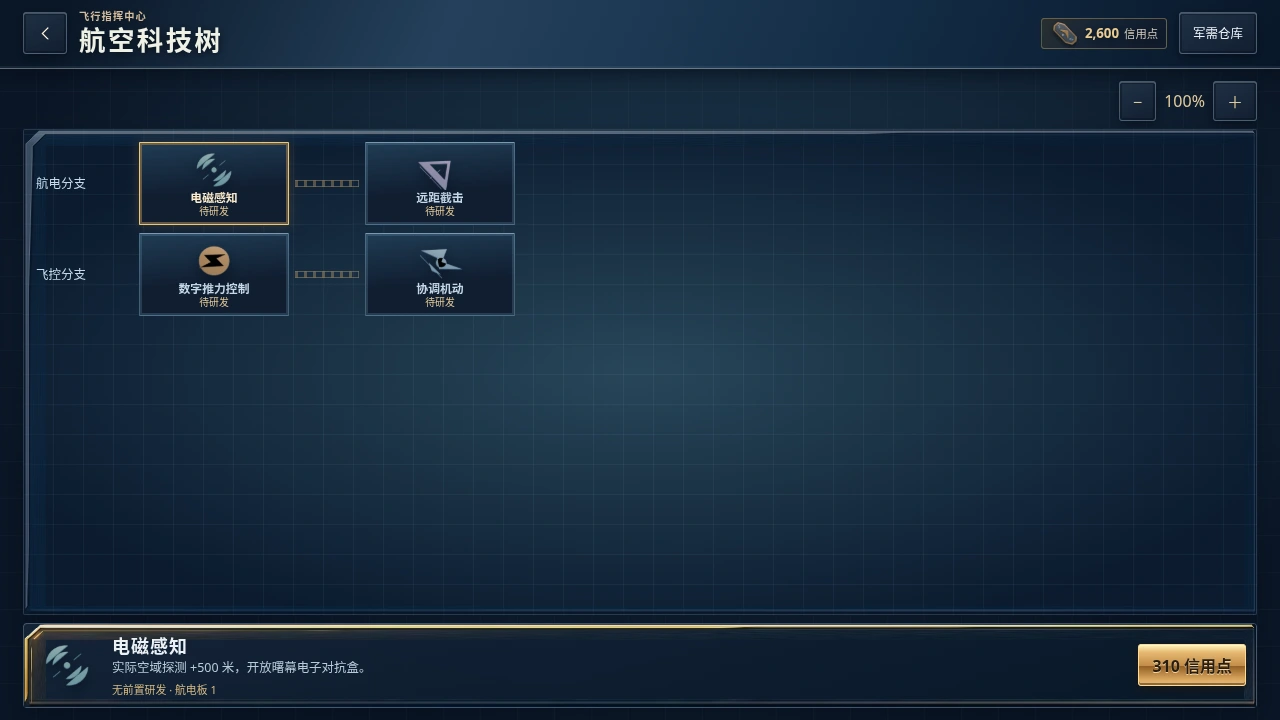 飞行指挥中心
航空科技树
2,600 信用点
军需仓库
－ 100% ＋
航电分支
电磁感知
待研发
远距截击
待研发
飞控分支
数字推力控制
待研发
协调机动
待研发
电磁感知
实际空域探测 +500 米，开放曙幕电子对抗盒。
无前置研发 · 航电板 1
310 信用点